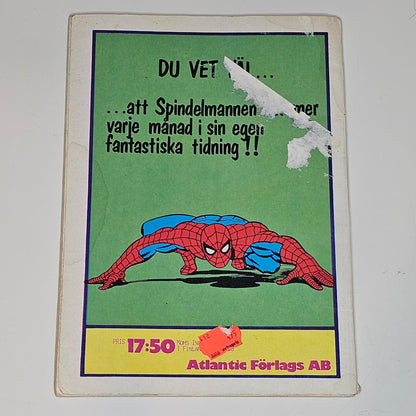 DU VET
...att Spindelmannen
varje månad i sin egen
fantastiska tidning!!
PRIS 17:50
Atlantic Förlags AB